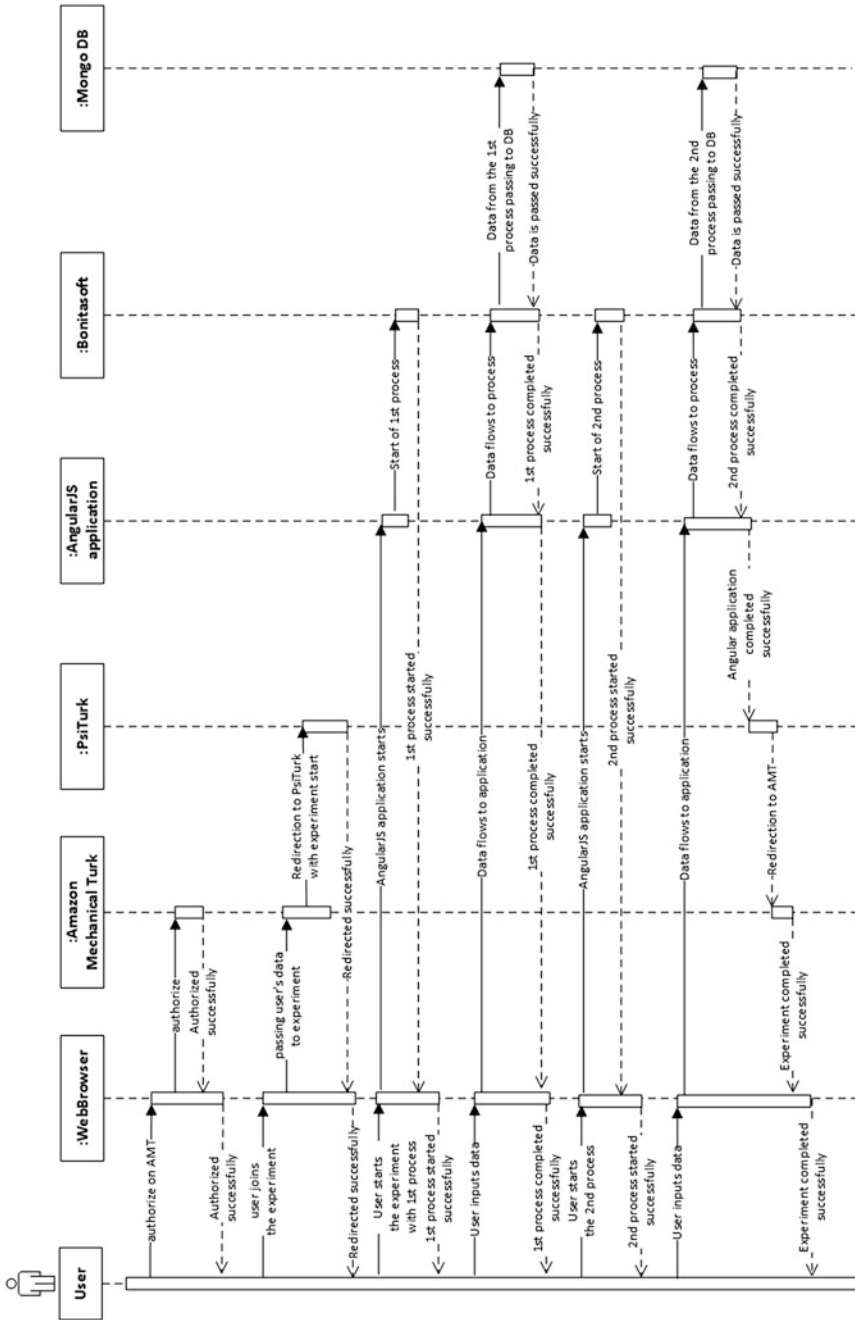 User
:WebBrowser
:Amazon
Mechanical Turk
:PsiTurk
:AngularJS
application
:Bonitasoft
:Mongo DB
authorize on AMT
authorize
Authorized
successfully
Authorized
successfully
user joins
the experiment
passing user's data
to experiment
Redirection to PsiTurk
with experiment start
Redirected successfully
Redirected successfully
User starts
the experiment
with 1st process
AngularJS application starts
Start of 1st process
1st process started
successfully
1st process started
successfully
User inputs data
Data flows to application
Data flows to process
Data from the 1st
process passing to DB
Data is passed successfully
1st process completed
successfully
1st process completed
successfully
1st process completed
successfully
User starts
the 2nd process
AngularJS application starts
Start of 2nd process
2nd process started
successfully
2nd process started
successfully
User inputs data
Data flows to application
Data flows to process
Data from the 2nd
process passing to DB
Data is passed successfully
2nd process completed
successfully
Angular application
completed
successfully
Redirection to AMT
Experiment completed
successfully
Experiment completed
successfully